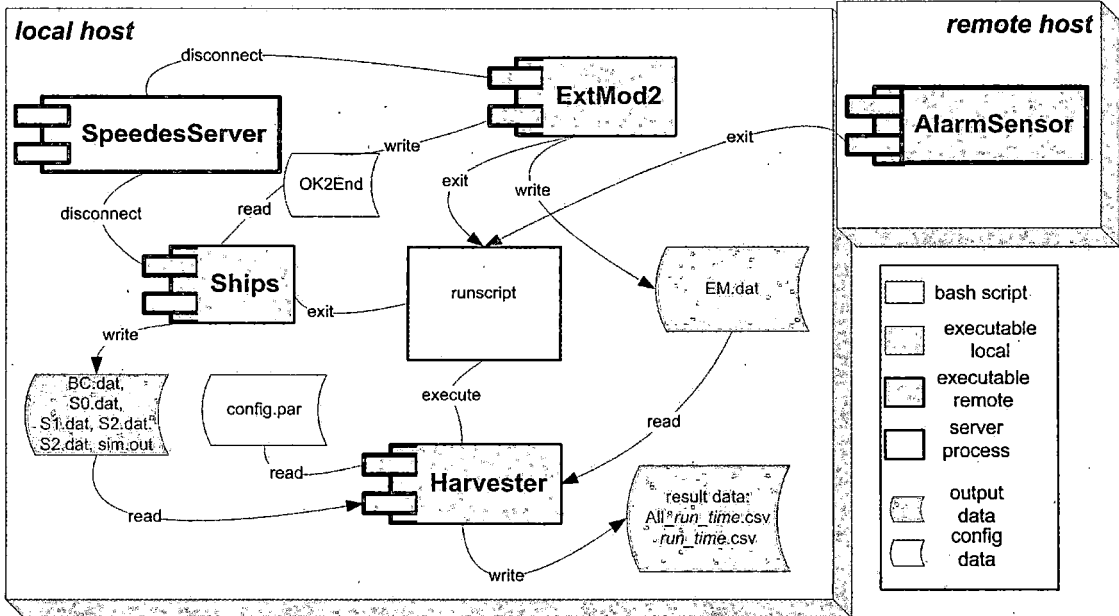 local host
remote host
disconnect
ExtMod2
SpeedesServer
AlarmSensor
write
exit
OK2End
exit
write
disconnect
read
Ships
runscript
EM.dat
exit
write
BC.dat,
S0.dat,
S1.dat, S2.dat,
S2.dat, sim.out
config.par
execute
read
read
Harvester
read
result data:
All_run_time.csv
run_time.csv
write
bash script
executable
local
executable
remote
server
process
output
data
config
data